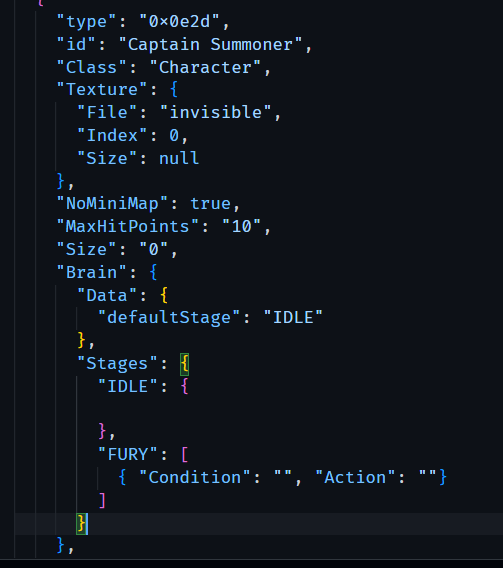 {
"type": "0×0e2d",
"id": "Captain Summoner",
"Class": "Character",
"Texture": {
"File": "invisible",
"Index": 0,
"Size": null
},
"NoMiniMap": true,
"MaxHitPoints": "10",
"Size": "0",
"Brain": {
"Data": {
"defaultStage": "IDLE"
},
"Stages": {
"IDLE": {
},
"FURY": [
{ "Condition": "", "Action": ""}
]
}
},